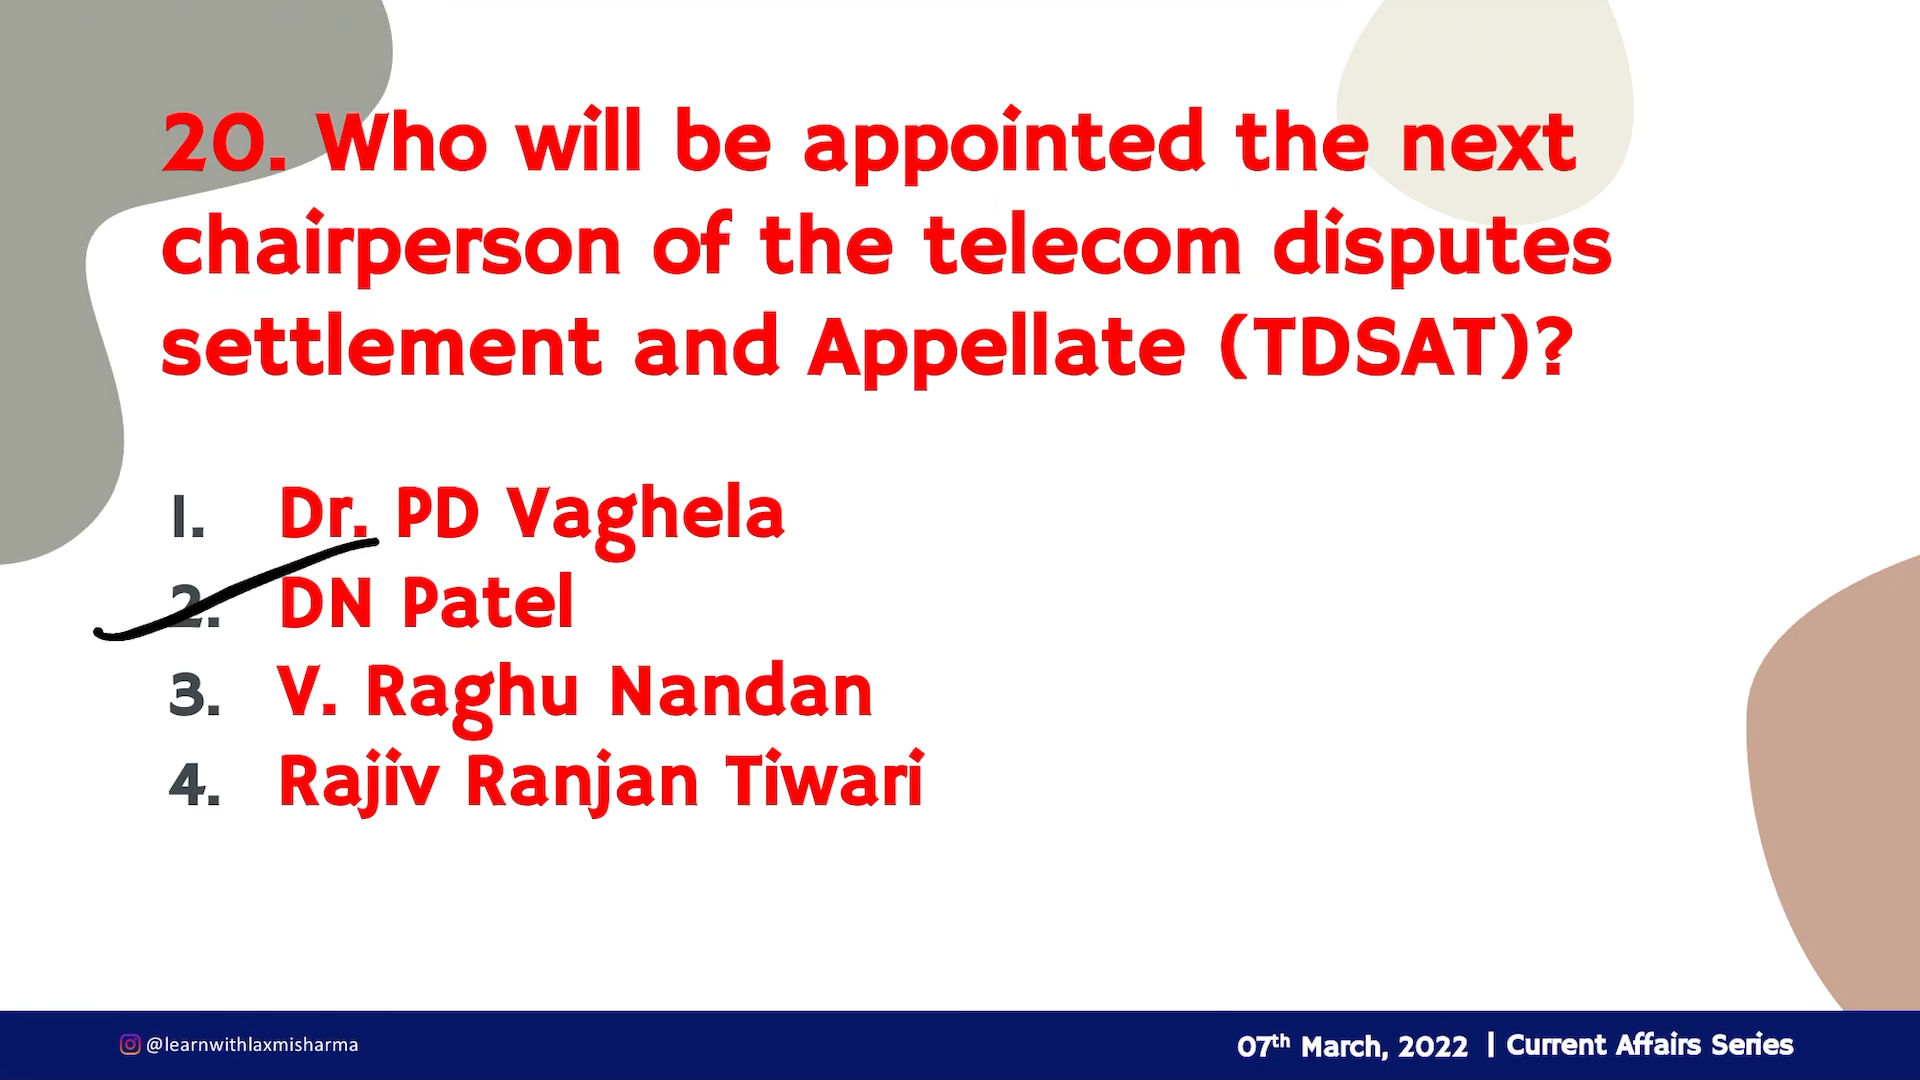 20. Who will be appointed the next
chairperson of the telecom disputes
settlement and Appellate (TDSAT)?
1. Dr. PD Vaghela
2. DN Patel
3. V. Raghu Nandan
4. Rajiv Ranjan Tiwari
@learnwithlaxmisharma
07th March, 2022 | Current Affairs Series